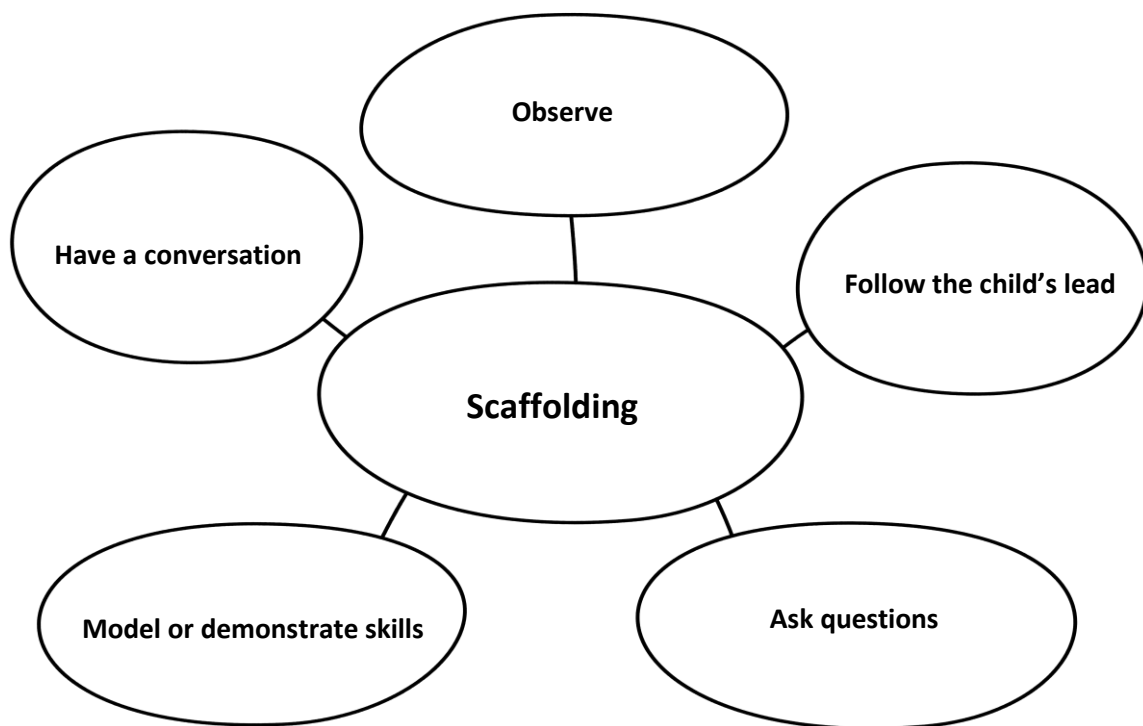 Observe
Have a conversation
Follow the child’s lead
Scaffolding
Model or demonstrate skills
Ask questions